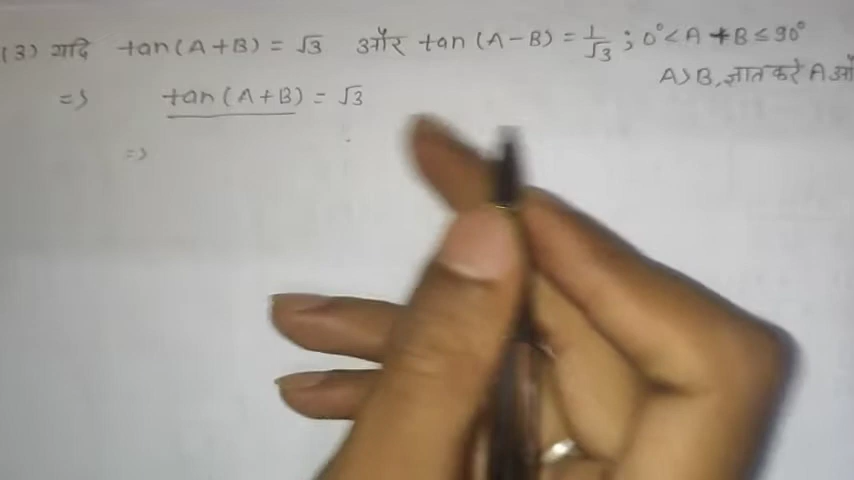 (3) यदि tan(A+B) = √3 और tan(A-B) = 1/√3 ; 0° < A + B ≤ 90°
A>B, ज्ञात करे A
=> tan(A+B) = √3
=>